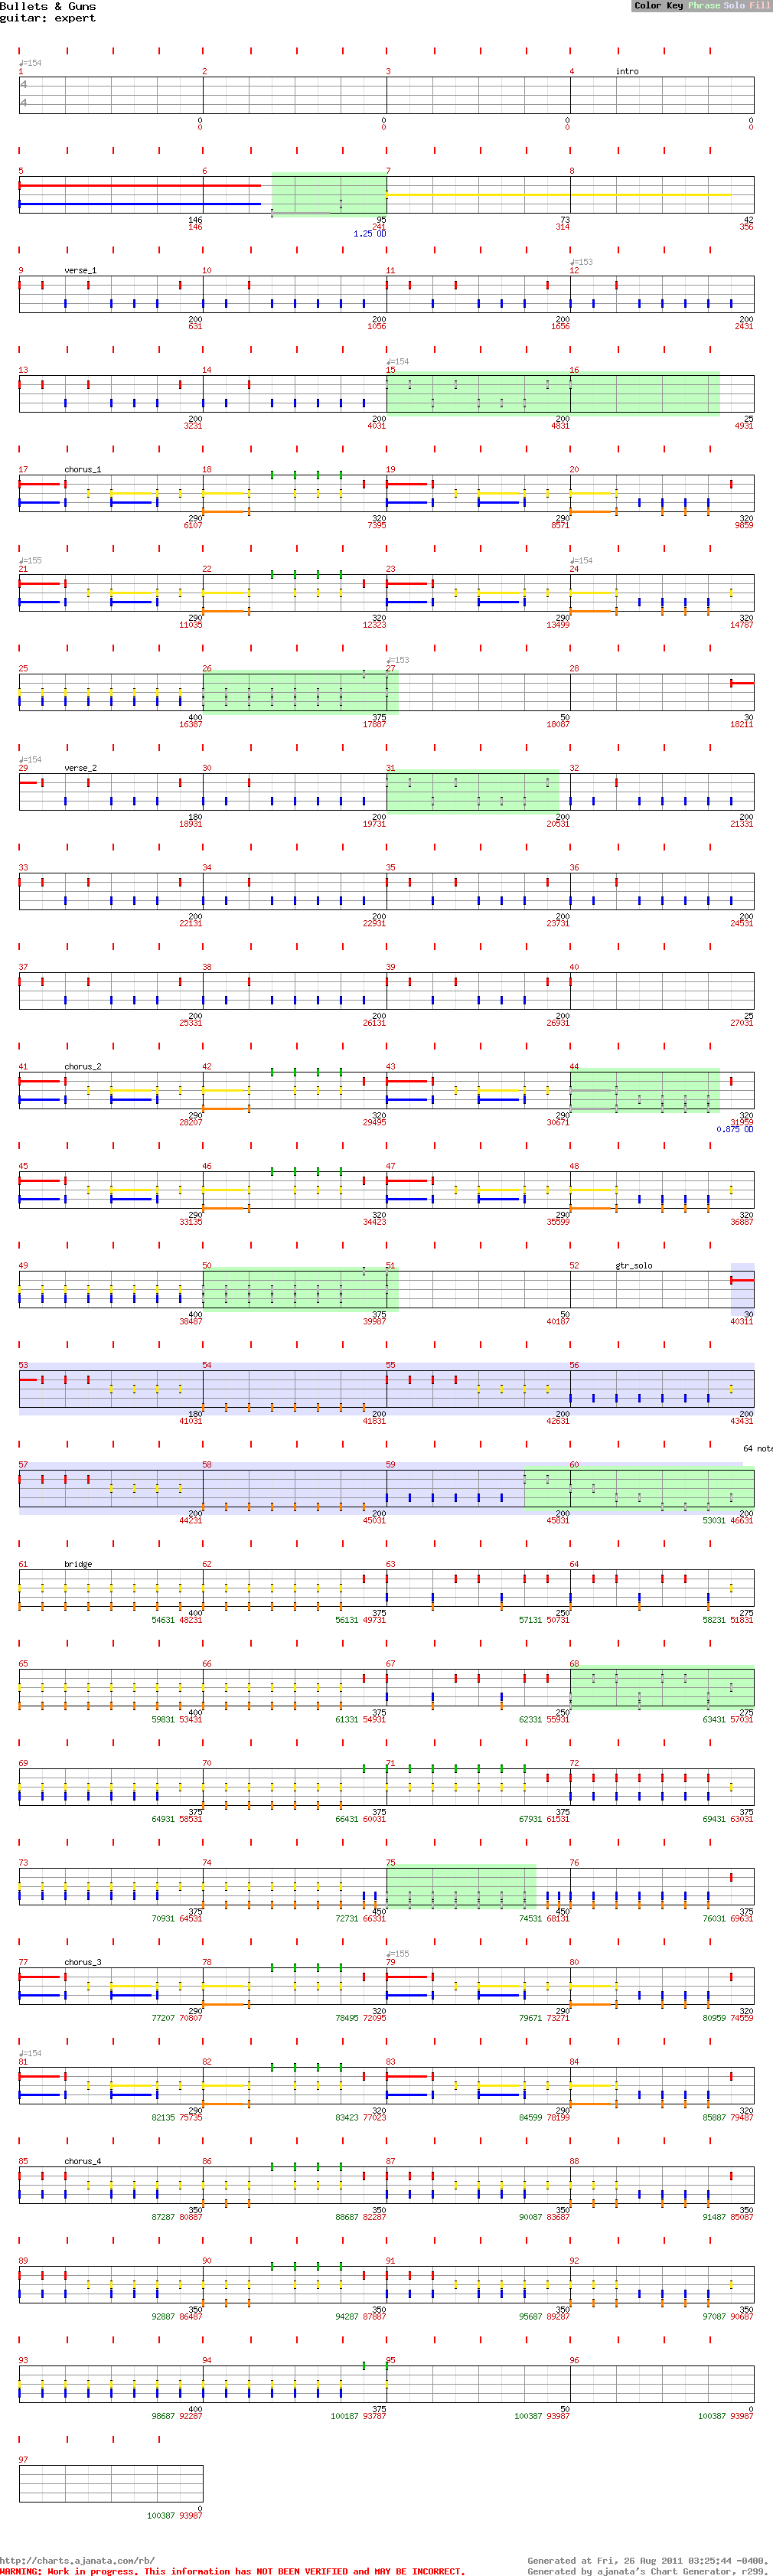 Bullets & Guns
Color Key Phrase Solo Fill
guitar: expert
♩=154
1 2 3 4 intro
4
4
0 0 0 0
0 0 0 0
5 6 7 8
146 95 73 42
146 241 314 356
1.25 OD
♩=153
9 verse_1 10 11 12
200 200 200 200
631 1056 1656 2431
♩=154
13 14 15 16
200 200 200 25
3231 4031 4831 4931
17 chorus_1 18 19 20
290 320 290 320
6107 7395 8571 9859
♩=155 ♩=154
21 22 23 24
290 320 290 320
11035 12323 13499 14787
♩=153
25 26 27 28
400 375 50 30
16387 17887 18087 18211
♩=154
29 verse_2 30 31 32
180 200 200 200
18931 19731 20531 21331
33 34 35 36
200 200 200 200
22131 22931 23731 24531
37 38 39 40
200 200 200 25
25331 26131 26931 27031
41 chorus_2 42 43 44
290 320 290 320
28207 29495 30671 31959
0.875 OD
45 46 47 48
290 320 290 320
33135 34423 35599 36887
49 50 51 52 gtr_solo
400 375 50 30
38487 39987 40187 40311
53 54 55 56
180 200 200 200
41031 41831 42631 43431
64 note
57 58 59 60
200 200 200 200
44231 45031 45831 53031 46631
61 bridge 62 63 64
400 375 250 275
54631 48231 56131 49731 57131 50731 58231 51831
65 66 67 68
400 375 250 275
59831 53431 61331 54931 62331 55931 63431 57031
69 70 71 72
375 375 375 375
64931 58531 66431 60031 67931 61531 69431 63031
73 74 75 76
375 450 450 375
70931 64531 72731 66331 74531 68131 76031 69631
♩=155
77 chorus_3 78 79 80
290 320 290 320
77207 70807 78495 72095 79671 73271 80959 74559
♩=154
81 82 83 84
290 320 290 320
82135 75735 83423 77023 84599 78199 85887 79487
85 chorus_4 86 87 88
350 350 350 350
87287 80887 88687 82287 90087 83687 91487 85087
89 90 91 92
350 350 350 350
92887 86487 94287 87887 95687 89287 97087 90687
93 94 95 96
400 375 50 0
98687 92287 100187 93787 100387 93987 100387 93987
97
0
100387 93987
http://charts.ajanata.com/rb/ Generated at Fri, 26 Aug 2011 03:25:44 -0400.
WARNING: Work in progress. This information has NOT BEEN VERIFIED and MAY BE INCORRECT. Generated by ajanata's Chart Generator, r299.